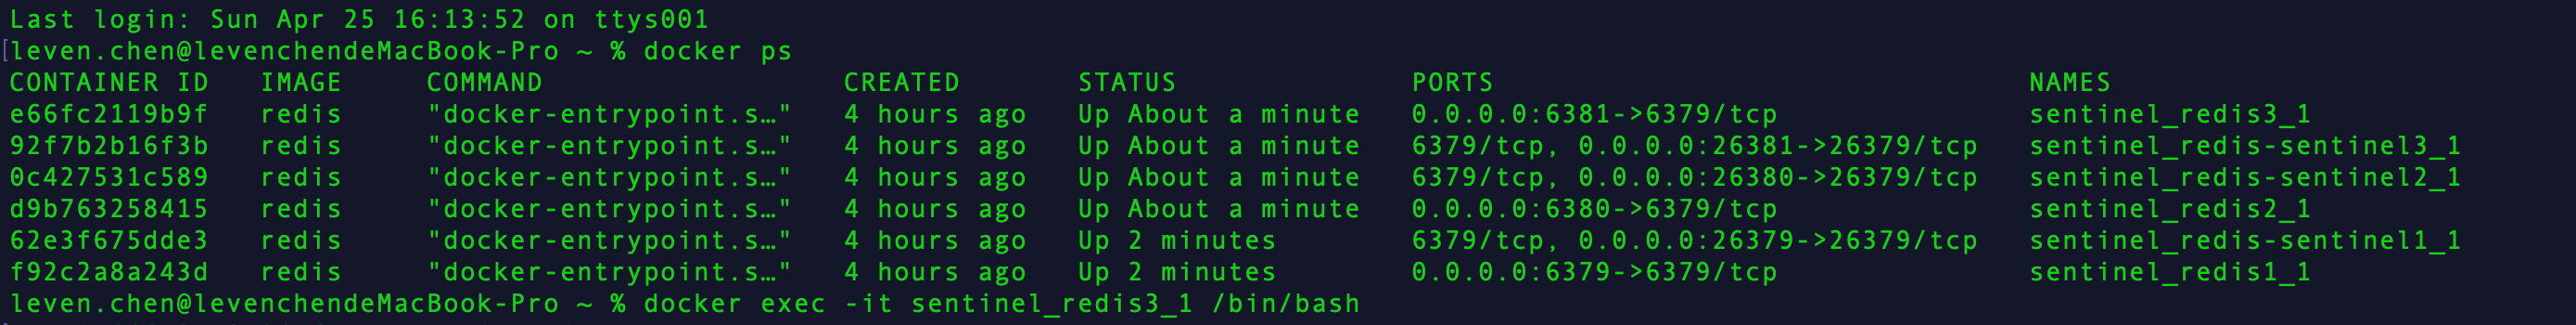 Last login: Sun Apr 25 16:13:52 on ttys001
[leven.chen@levenchendeMacBook-Pro ~ % docker ps
CONTAINER ID   IMAGE     COMMAND                  CREATED       STATUS              PORTS                                NAMES
e66fc2119b9f   redis     "docker-entrypoint.s…"   4 hours ago   Up About a minute   0.0.0.0:6381->6379/tcp               sentinel_redis3_1
92f7b2b16f3b   redis     "docker-entrypoint.s…"   4 hours ago   Up About a minute   6379/tcp, 0.0.0.0:26381->26379/tcp   sentinel_redis-sentinel3_1
0c427531c589   redis     "docker-entrypoint.s…"   4 hours ago   Up About a minute   6379/tcp, 0.0.0.0:26380->26379/tcp   sentinel_redis-sentinel2_1
d9b763258415   redis     "docker-entrypoint.s…"   4 hours ago   Up About a minute   0.0.0.0:6380->6379/tcp               sentinel_redis2_1
62e3f675dde3   redis     "docker-entrypoint.s…"   4 hours ago   Up 2 minutes        6379/tcp, 0.0.0.0:26379->26379/tcp   sentinel_redis-sentinel1_1
f92c2a8a243d   redis     "docker-entrypoint.s…"   4 hours ago   Up 2 minutes        0.0.0.0:6379->6379/tcp               sentinel_redis1_1
leven.chen@levenchendeMacBook-Pro ~ % docker exec -it sentinel_redis3_1 /bin/bash